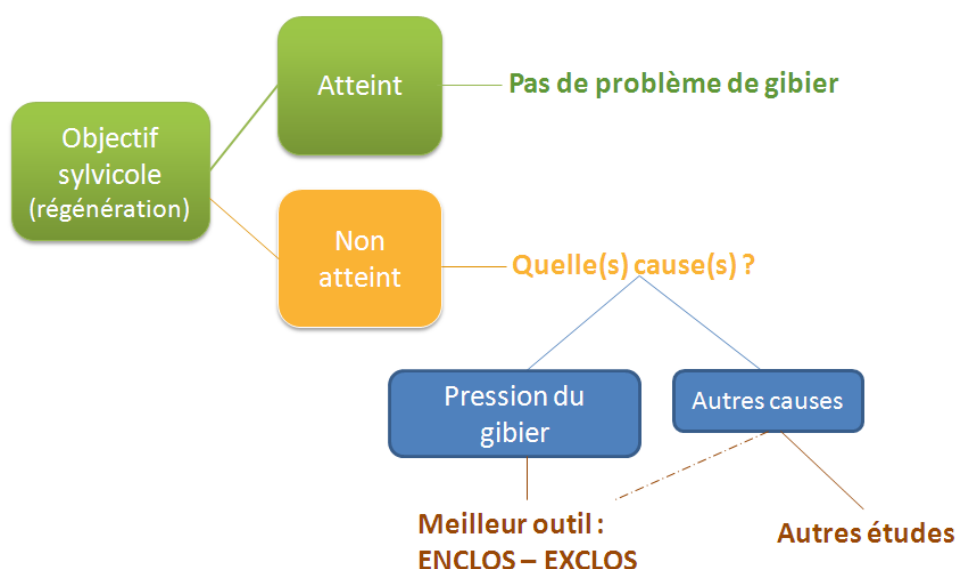 Objectif
sylvicole
(régénération)
Atteint
Pas de problème de gibier
Non
atteint
Quelle(s) cause(s) ?
Pression du
gibier
Autres causes
Meilleur outil :
ENCLOS – EXCLOS
Autres études